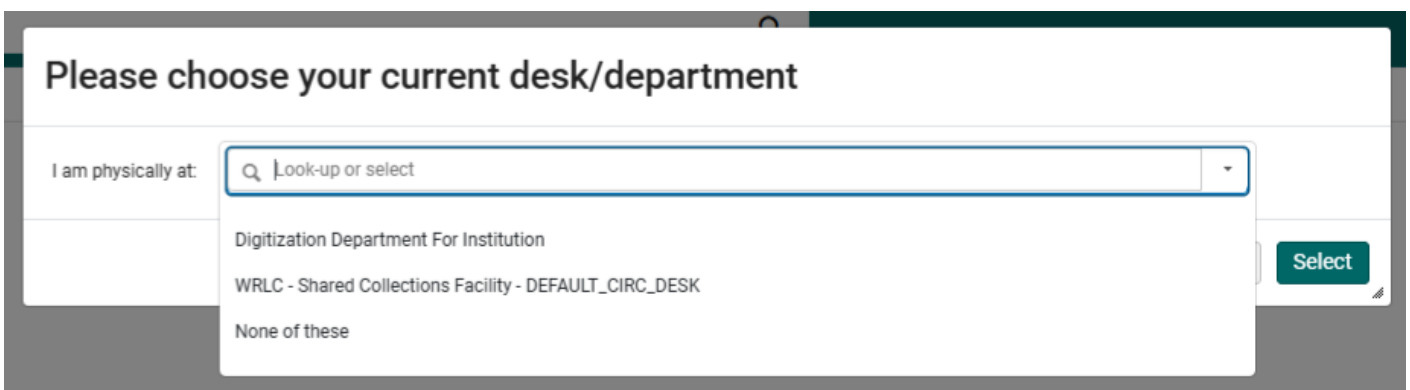 Please choose your current desk/department
I am physically at:
Look-up or select
Digitization Department For Institution
WRLC - Shared Collections Facility - DEFAULT_CIRC_DESK
None of these
Select